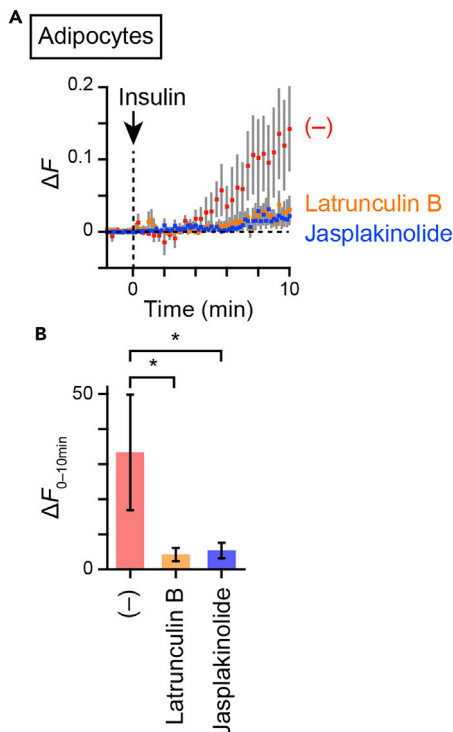 A
Adipocytes
0.2
Insulin
(–)
0.1
ΔF
Latrunculin B
0
Jasplakinolide
0
10
Time (min)
B
*
*
50
ΔF0–10min
0
(–)
Latrunculin B
Jasplakinolide